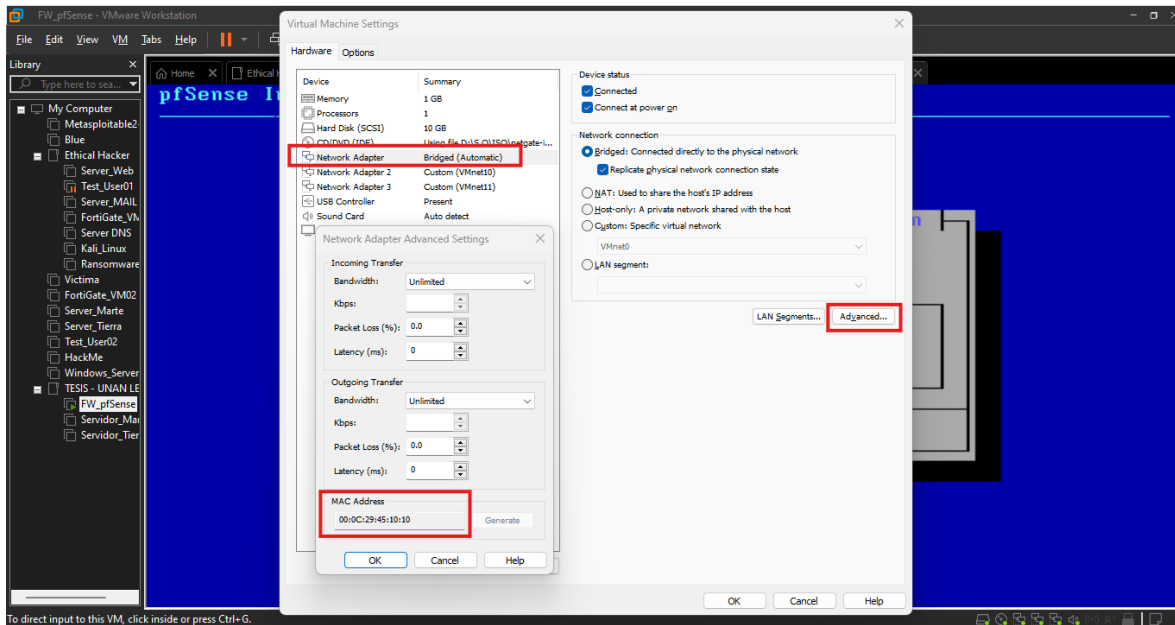 FW_pfSense - VMware Workstation
File Edit View VM Tabs Help
Library
Type here to sea...
My Computer
Metasploitable2-
Blue
Ethical Hacker
Server_Web
Test_User01
Server_MAIL
FortiGate_VM
Server DNS
Kali_Linux
Ransomware
Victima
FortiGate_VM02
Server_Marte
Server_Tierra
Test_User02
HackMe
Windows_Server
TESIS - UNAN LE
FW_pfSense
Servidor_Mar
Servidor_Tier
Home
Ethical H
pfSense In
Virtual Machine Settings
Hardware Options
Device Summary
Memory 1 GB
Processors 1
Hard Disk (SCSI) 10 GB
CD/DVD (IDE) Using file D:\S.O\ISO\netgate-i...
Network Adapter Bridged (Automatic)
Network Adapter 2 Custom (VMnet10)
Network Adapter 3 Custom (VMnet11)
USB Controller Present
Sound Card Auto detect
Network Adapter Advanced Settings
Incoming Transfer
Bandwidth: Unlimited
Kbps:
Packet Loss (%): 0.0
Latency (ms): 0
Outgoing Transfer
Bandwidth: Unlimited
Kbps:
Packet Loss (%): 0.0
Latency (ms): 0
MAC Address
00:0C:29:45:10:10 Generate
OK Cancel Help
Device status
Connected
Connect at power on
Network connection
Bridged: Connected directly to the physical network
Replicate physical network connection state
NAT: Used to share the host's IP address
Host-only: A private network shared with the host
Custom: Specific virtual network
VMnet0
LAN segment:
LAN Segments... Advanced...
OK Cancel Help
n
To direct input to this VM, click inside or press Ctrl+G.